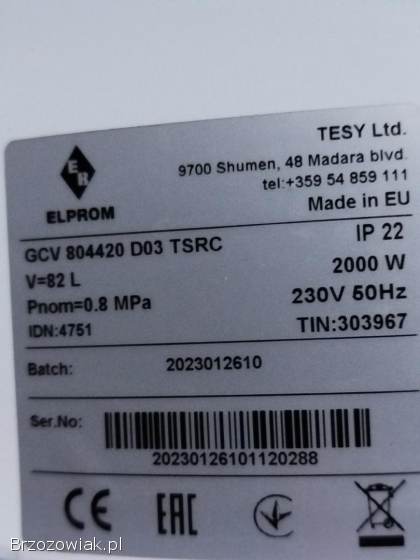 TESY Ltd.
9700 Shumen, 48 Madara blvd.
tel:+359 54 859 111
Made in EU
ER
ELPROM
GCV 804420 D03 TSRC
IP 22
V=82 L
2000 W
Pnom=0.8 MPa
230V 50Hz
IDN:4751
TIN:303967
Batch: 2023012610
Ser.No:
20230126101120288
CE EAC
Brzozowiak.pl